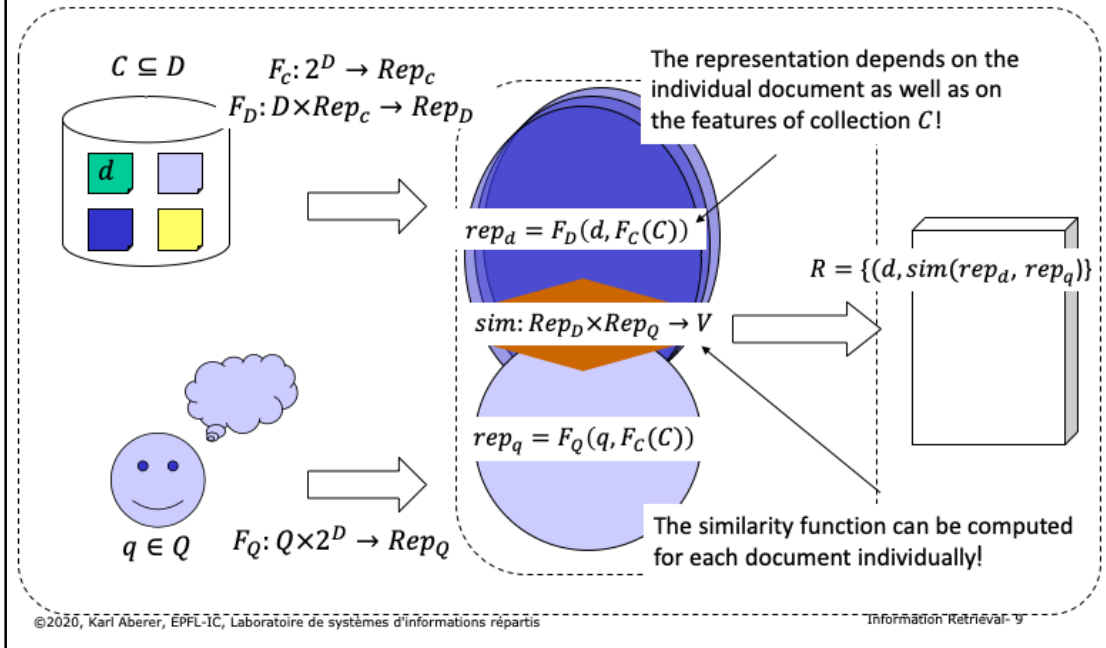 C ⊆ D
F_c: 2^D → Rep_c
F_D: D×Rep_c → Rep_D
The representation depends on the
individual document as well as on
the features of collection C!
d
rep_d = F_D(d, F_C(C))
R = {(d, sim(rep_d, rep_q)}
sim: Rep_D×Rep_Q → V
rep_q = F_Q(q, F_C(C))
q ∈ Q
F_Q: Q×2^D → Rep_Q
The similarity function can be computed
for each document individually!
©2020, Karl Aberer, EPFL-IC, Laboratoire de systèmes d'informations répartis
Information Retrieval- 9